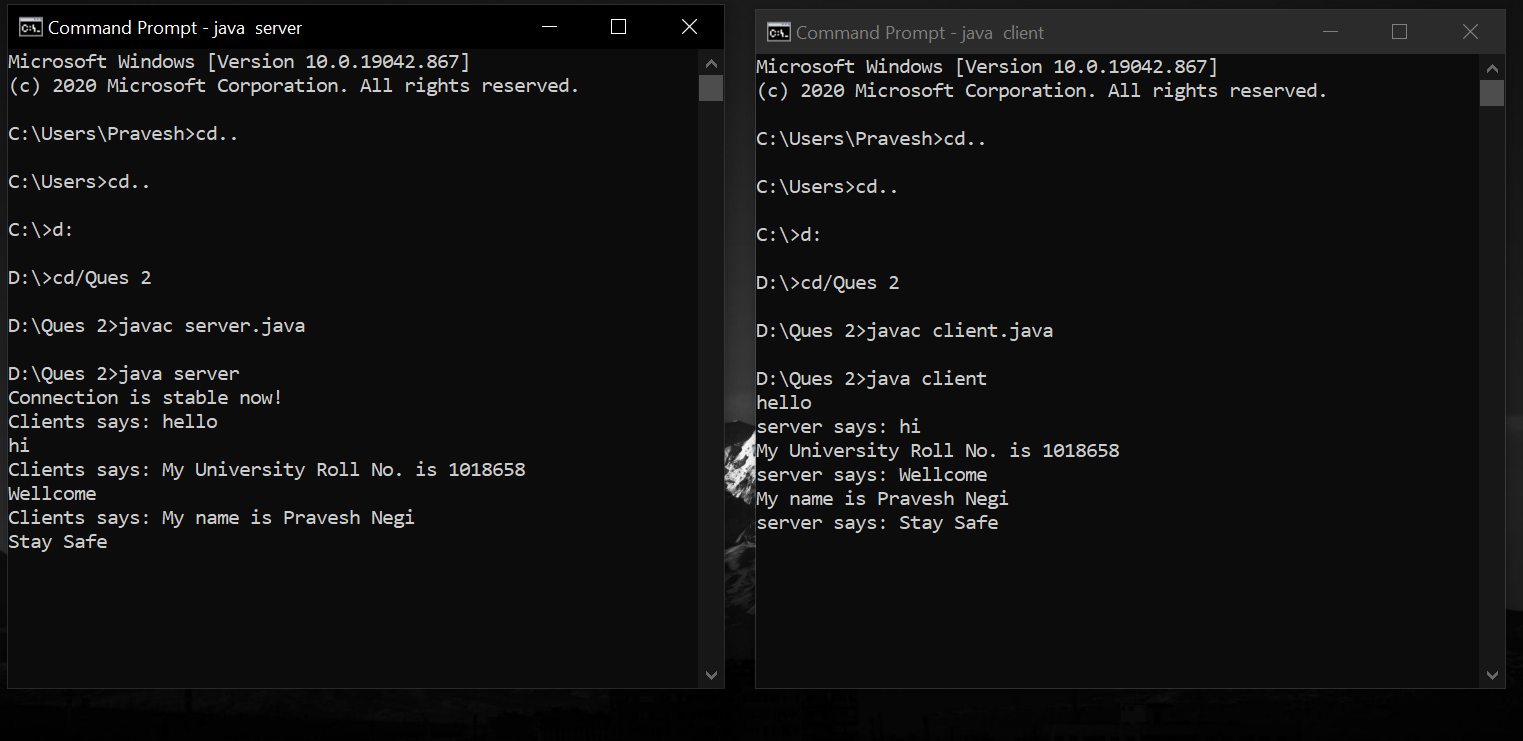 Command Prompt - java  server
Microsoft Windows [Version 10.0.19042.867]
(c) 2020 Microsoft Corporation. All rights reserved.
C:\Users\Pravesh>cd..
C:\Users>cd..
C:\>d:
D:\>cd/Ques 2
D:\Ques 2>javac server.java
D:\Ques 2>java server
Connection is stable now!
Clients says: hello
hi
Clients says: My University Roll No. is 1018658
Wellcome
Clients says: My name is Pravesh Negi
Stay Safe
Command Prompt - java  client
Microsoft Windows [Version 10.0.19042.867]
(c) 2020 Microsoft Corporation. All rights reserved.
C:\Users\Pravesh>cd..
C:\Users>cd..
C:\>d:
D:\>cd/Ques 2
D:\Ques 2>javac client.java
D:\Ques 2>java client
hello
server says: hi
My University Roll No. is 1018658
server says: Wellcome
My name is Pravesh Negi
server says: Stay Safe